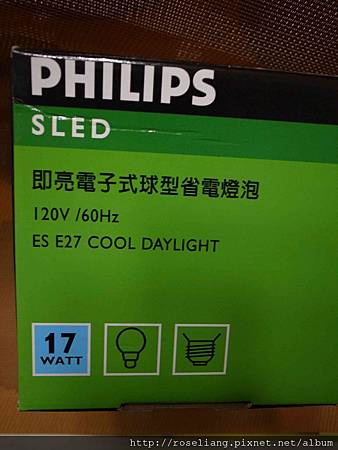 PHILIPS
SLED
即亮電子式球型省電燈泡
120V /60Hz
ES E27 COOL DAYLIGHT
17
WATT
http://roseliang.pixnet.net/album